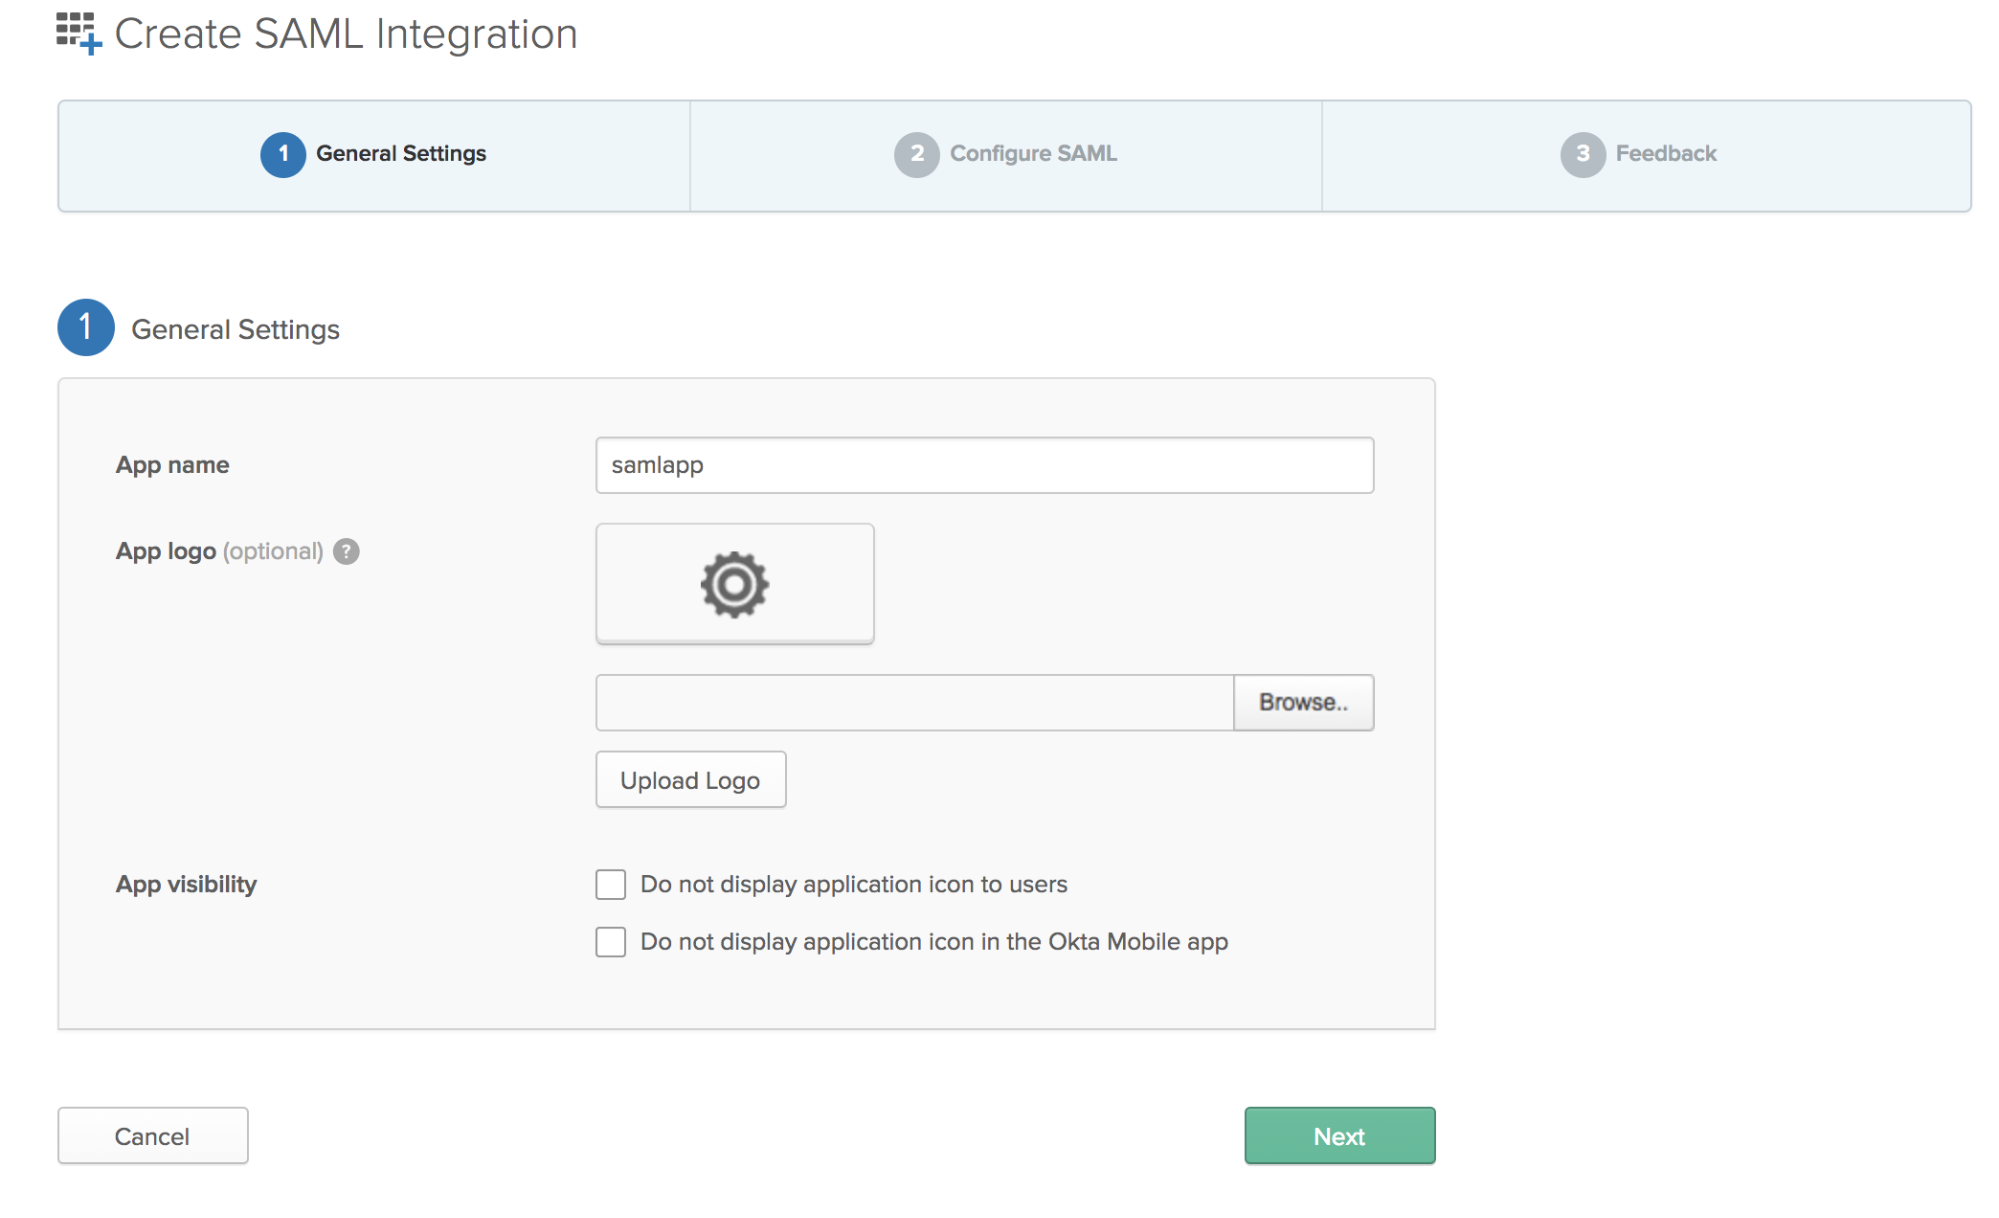 Create SAML Integration
1 General Settings
2 Configure SAML
3 Feedback
1 General Settings
App name
samlapp
App logo (optional) ?
Browse..
Upload Logo
App visibility
Do not display application icon to users
Do not display application icon in the Okta Mobile app
Cancel
Next